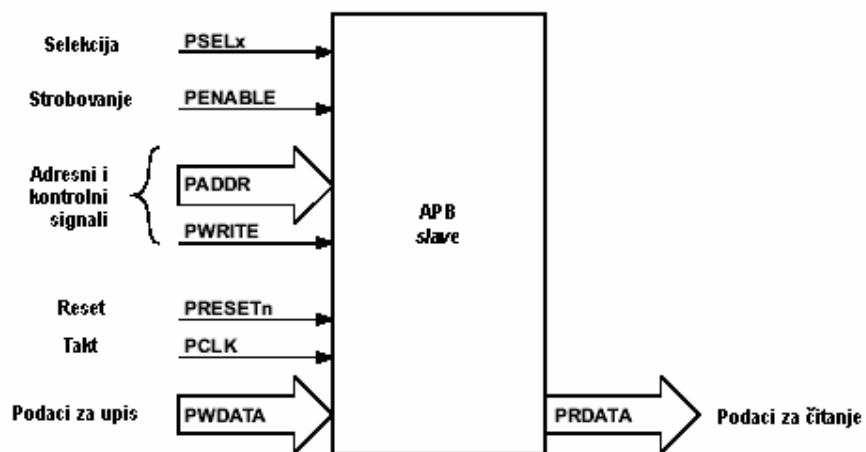 Selekcija
PSELx
Strobovanje
PENABLE
Adresni i
kontrolni
signali
PADDR
PWRITE
APB
slave
Reset
PRESETn
Takt
PCLK
Podaci za upis
PWDATA
PRDATA
Podaci za čitanje